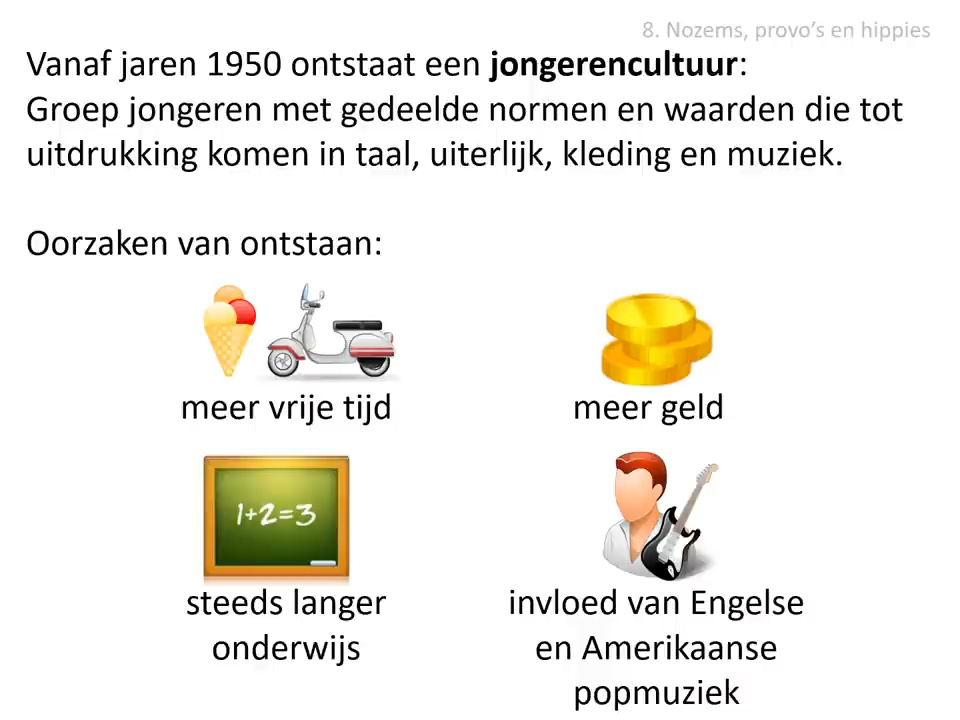 8. Nozems, provo's en hippies
Vanaf jaren 1950 ontstaat een jongerencultuur:
Groep jongeren met gedeelde normen en waarden die tot
uitdrukking komen in taal, uiterlijk, kleding en muziek.
Oorzaken van ontstaan:
meer vrije tijd
meer geld
1+2=3
steeds langer
onderwijs
invloed van Engelse
en Amerikaanse
popmuziek